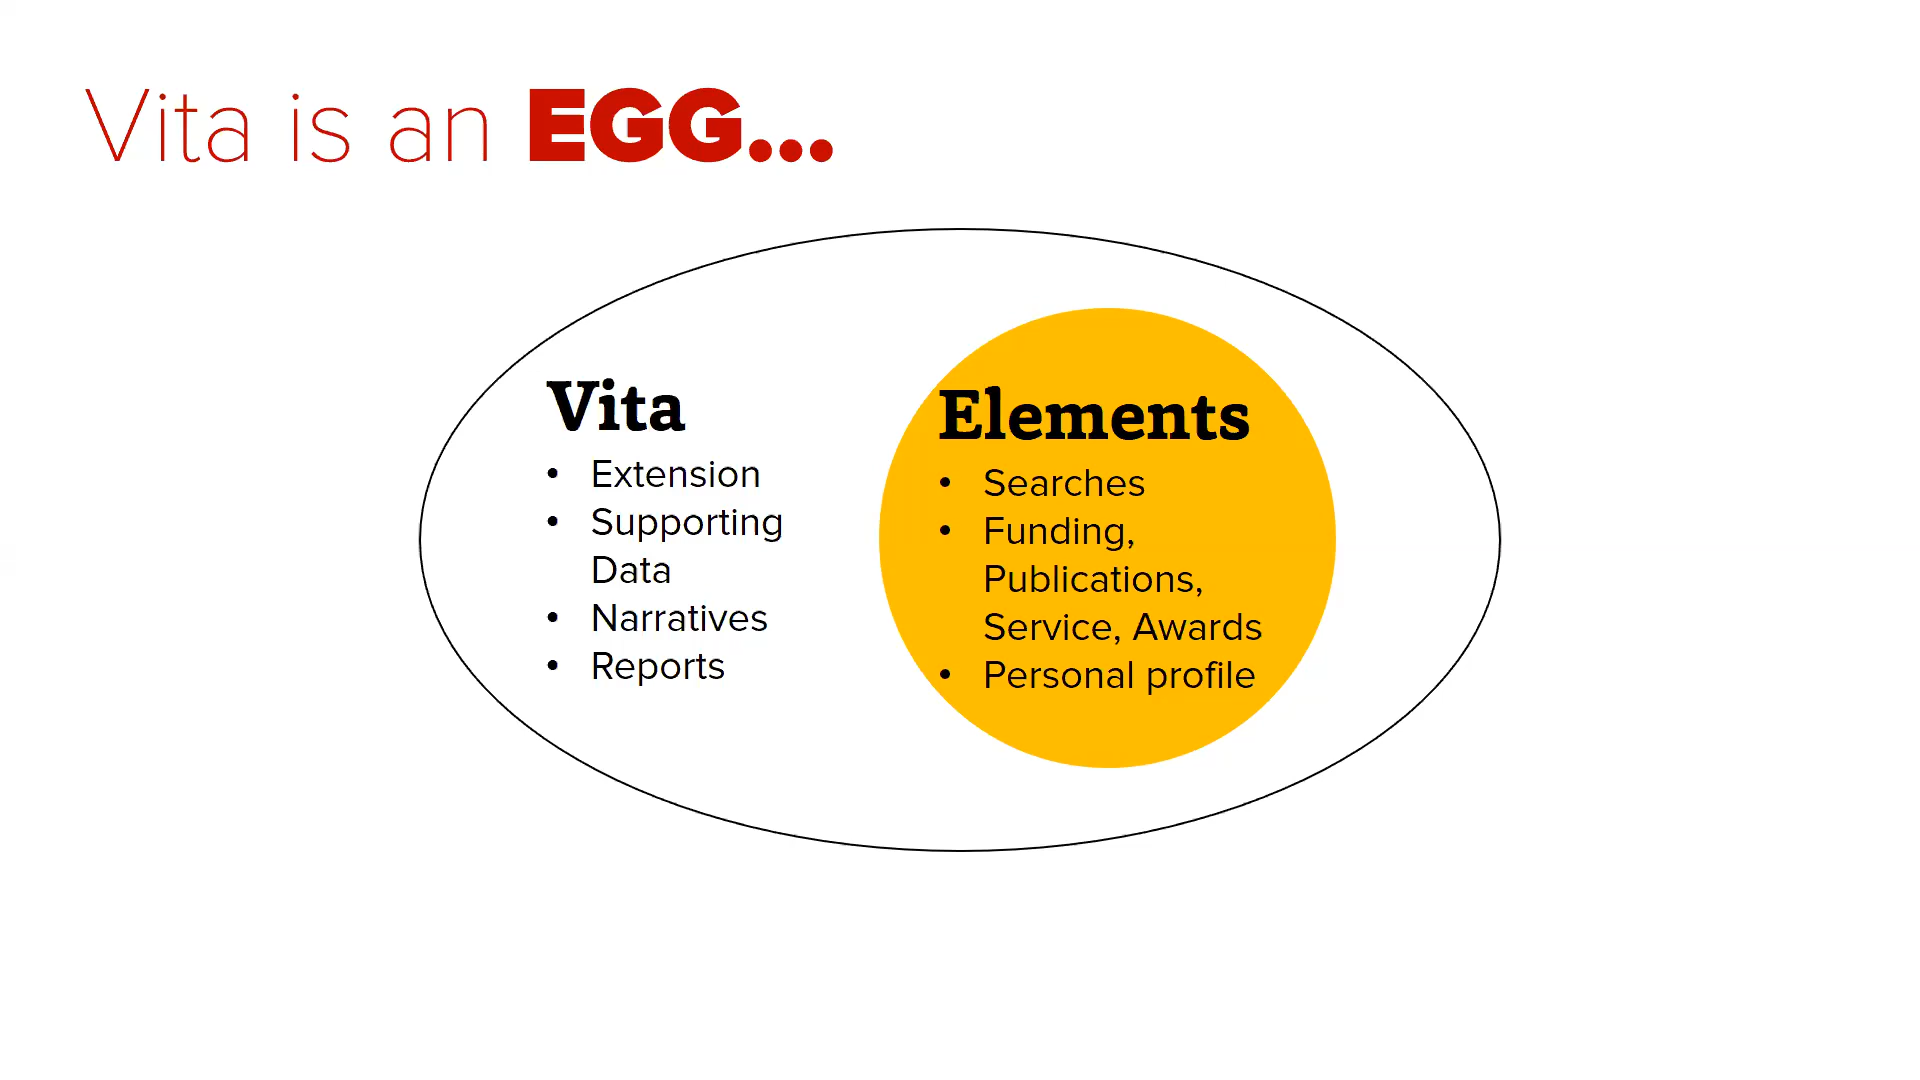 Vita is an EGG...
Vita
• Extension
• Supporting
Data
• Narratives
• Reports
Elements
• Searches
• Funding,
Publications,
Service, Awards
• Personal profile